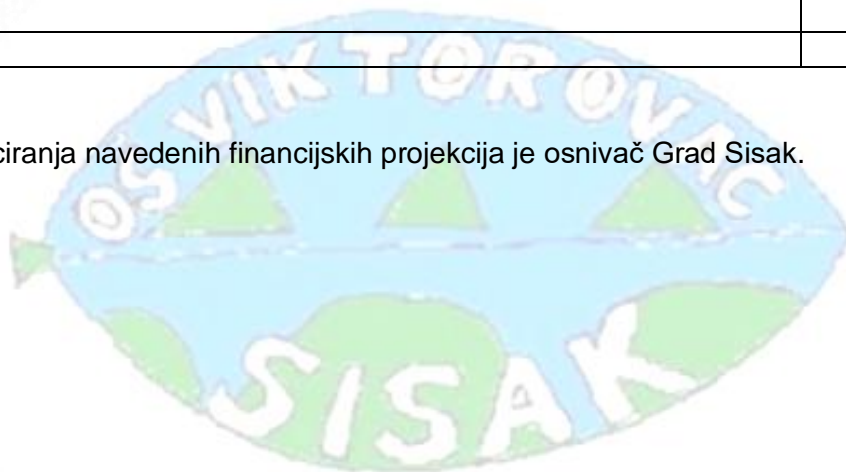 OŠ VIKTOROVAC
ciranja navedenih financijskih projekcija je osnivač Grad Sisak.
SISAK